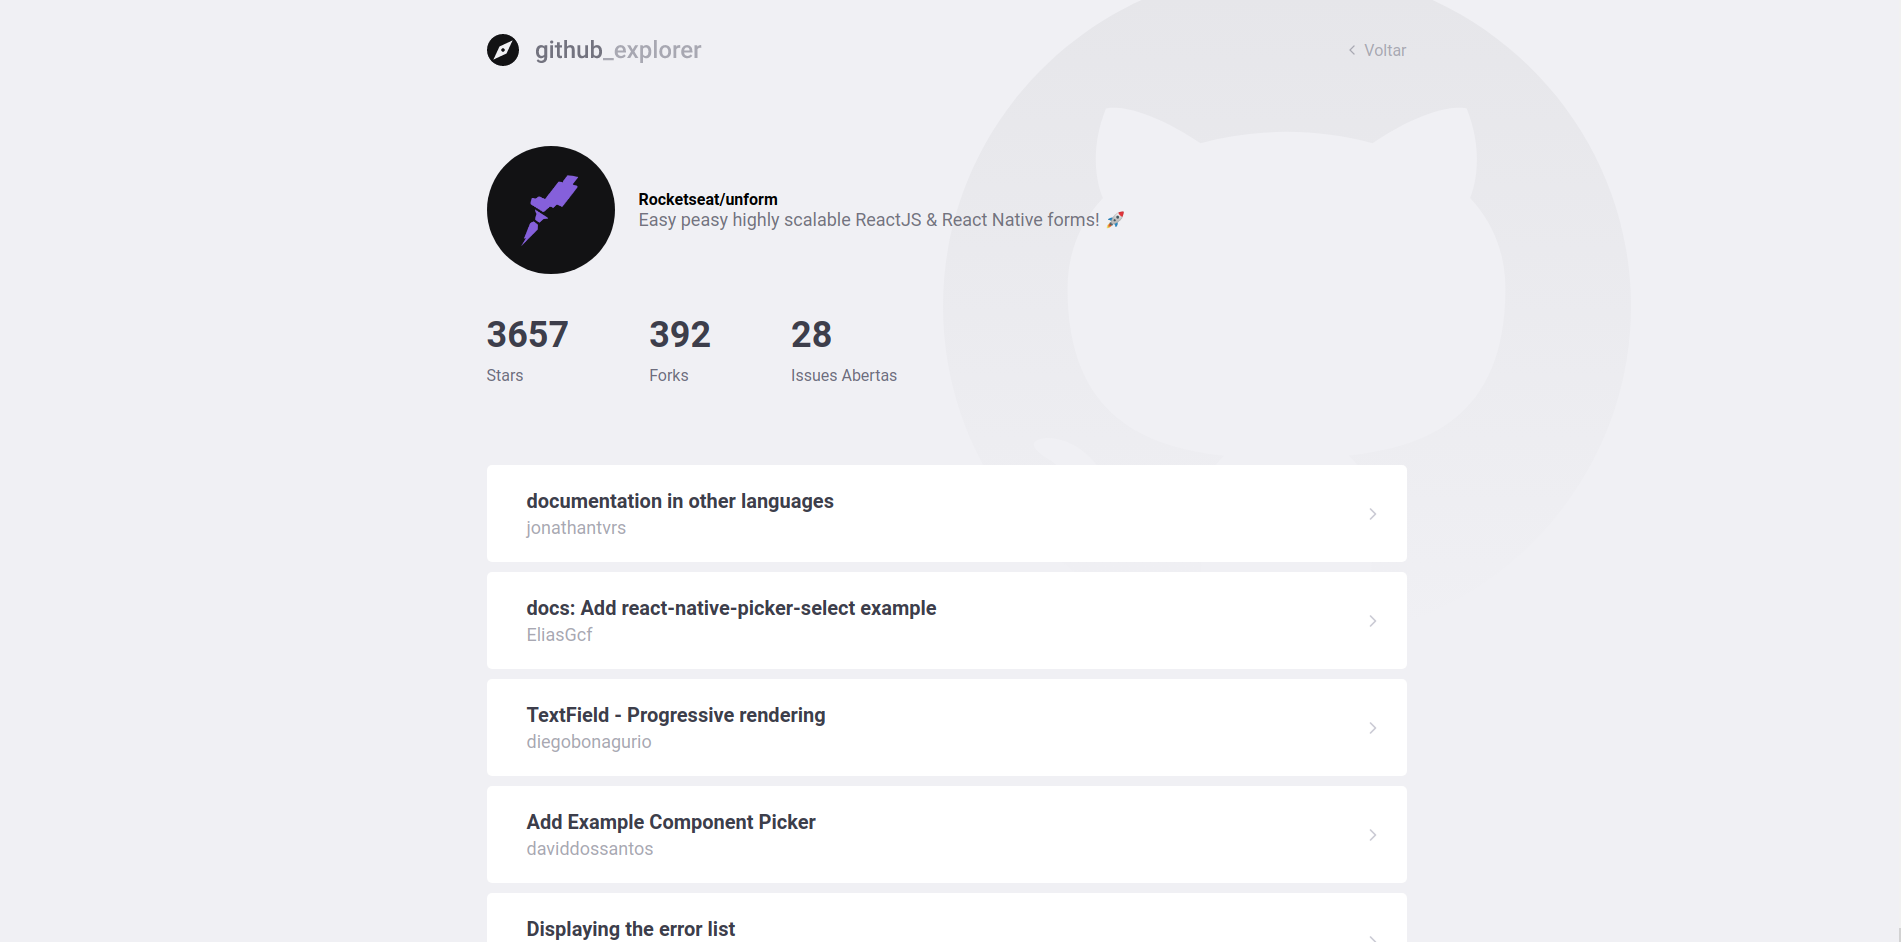 github_explorer
Voltar
Rocketseat/unform
Easy peasy highly scalable ReactJS & React Native forms! 🚀
3657 392 28
Stars Forks Issues Abertas
documentation in other languages
jonathantvrs
docs: Add react-native-picker-select example
EliasGcf
TextField - Progressive rendering
diegobonagurio
Add Example Component Picker
daviddossantos
Displaying the error list